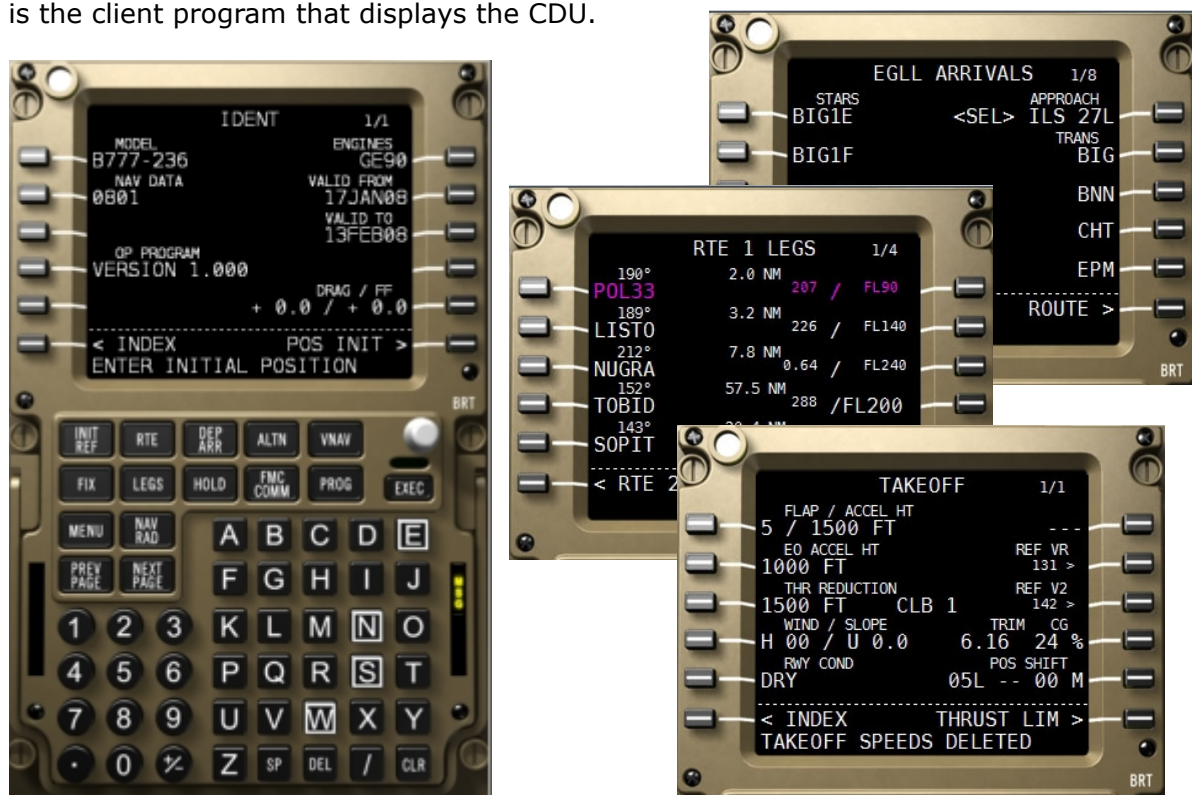 is the client program that displays the CDU.
IDENT 1/1
MODEL ENGINES
B777-236 GE90
NAV DATA VALID FROM
0801 17JAN08
VALID TO
13FEB08
OP PROGRAM
VERSION 1.000
DRAG / FF
+ 0.0 / + 0.0
< INDEX POS INIT >
ENTER INITIAL POSITION
BRT
INIT REF RTE DEP ARR ALTN VNAV
FIX LEGS HOLD FMC COMM PROG EXEC
MENU NAV RAD
PREV PAGE NEXT PAGE
A B C D E
F G H I J
MSG
1 2 3 K L M N O
4 5 6 P Q R S T
7 8 9 U V W X Y
. 0 +/- Z SP DEL / CLR
EGLL ARRIVALS 1/8
STARS APPROACH
BIG1E <SEL> ILS 27L
TRANS
BIG1F BIG
BNN
CHT
EPM
ROUTE >
BRT
RTE 1 LEGS 1/4
190° 2.0 NM
POL33 207 / FL90
189° 3.2 NM
LISTO 226 / FL140
212° 7.8 NM
NUGRA 0.64 / FL240
152° 57.5 NM
TOBID 288 /FL200
143°
SOPIT
< RTE 2
TAKEOFF 1/1
FLAP / ACCEL HT
5 / 1500 FT ---
EO ACCEL HT REF VR
1000 FT 131 >
THR REDUCTION REF V2
1500 FT CLB 1 142 >
WIND / SLOPE TRIM CG
H 00 / U 0.0 6.16 24 %
RWY COND POS SHIFT
DRY 05L -- 00 M
< INDEX THRUST LIM >
TAKEOFF SPEEDS DELETED
BRT